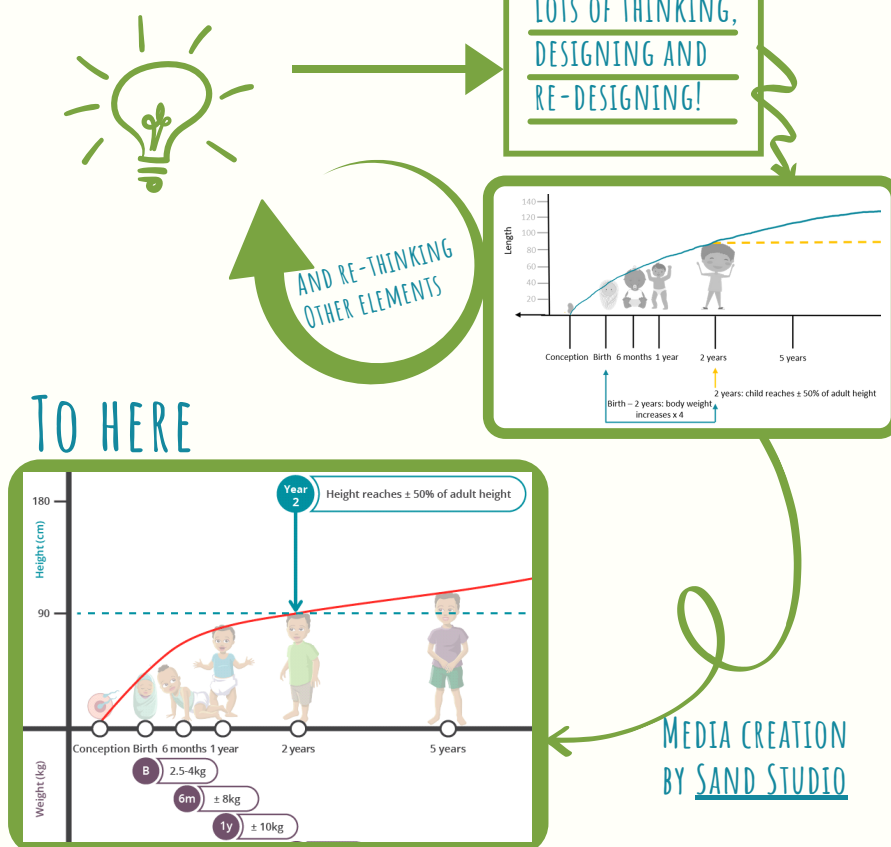 LOTS OF THINKING,
DESIGNING AND
RE-DESIGNING!
AND RE-THINKING
OTHER ELEMENTS
140
120
100
80
60
40
20
Length
Conception Birth 6 months 1 year 2 years 5 years
2 years: child reaches ± 50% of adult height
Birth – 2 years: body weight
increases x 4
TO HERE
Year
2
Height reaches ± 50% of adult height
180
Height (cm)
90
Conception Birth 6 months 1 year 2 years 5 years
Weight (kg)
B 2.5-4kg
6m ± 8kg
1y ± 10kg
MEDIA CREATION
BY SAND STUDIO